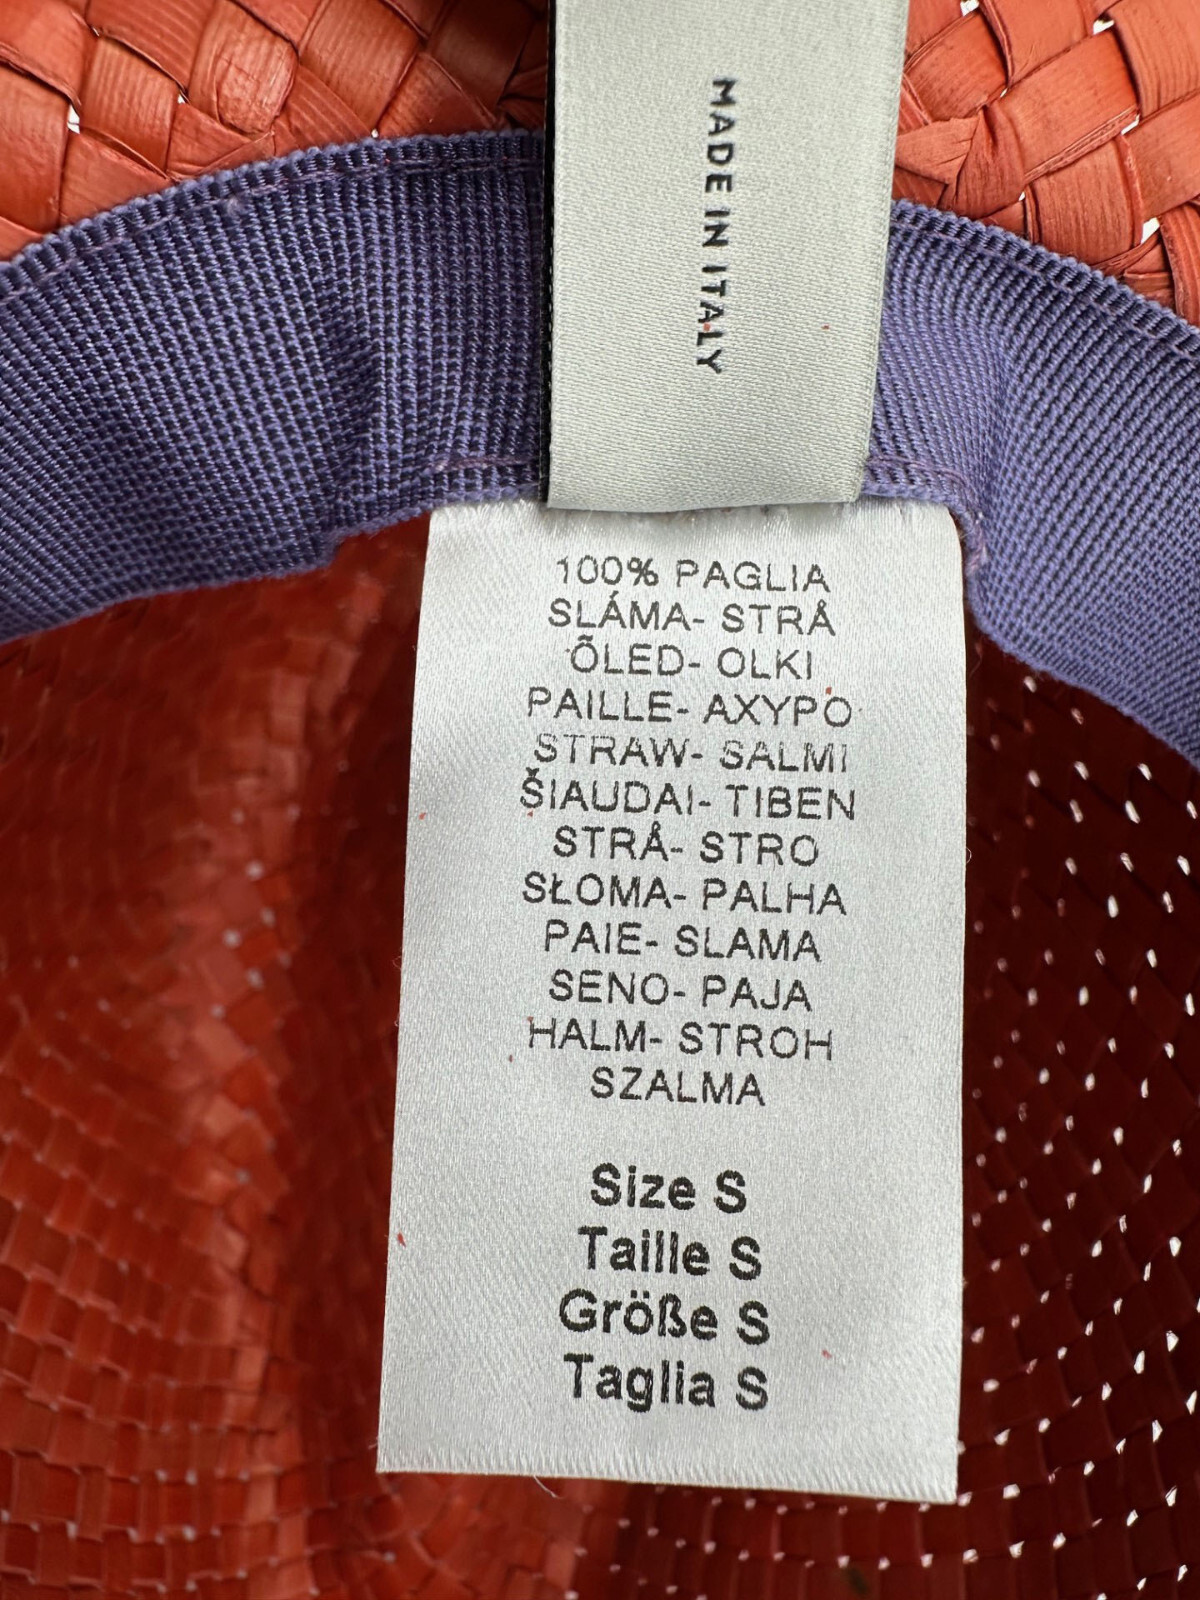 MADE IN ITALY
100% PAGLIA
SLÁMA- STRÅ
ÕLED- OLKI
PAILLE- ΑΧΥΡΟ
STRAW- SALMI
ŠIAUDAI- TIBEN
STRÅ- STRO
SŁOMA- PALHA
PAIE- SLAMA
SENO- PAJA
HALM- STROH
SZALMA
Size S
Taille S
Größe S
Taglia S